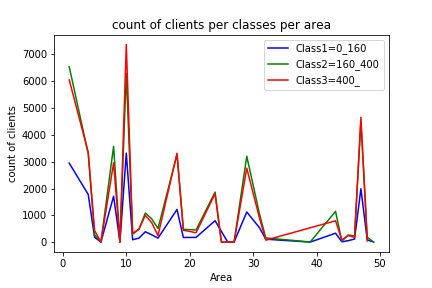 count of clients per classes per area
count of clients
7000
6000
5000
4000
3000
2000
1000
0
Class1=0_160
Class2=160_400
Class3=400_
0 10 20 30 40 50
Area